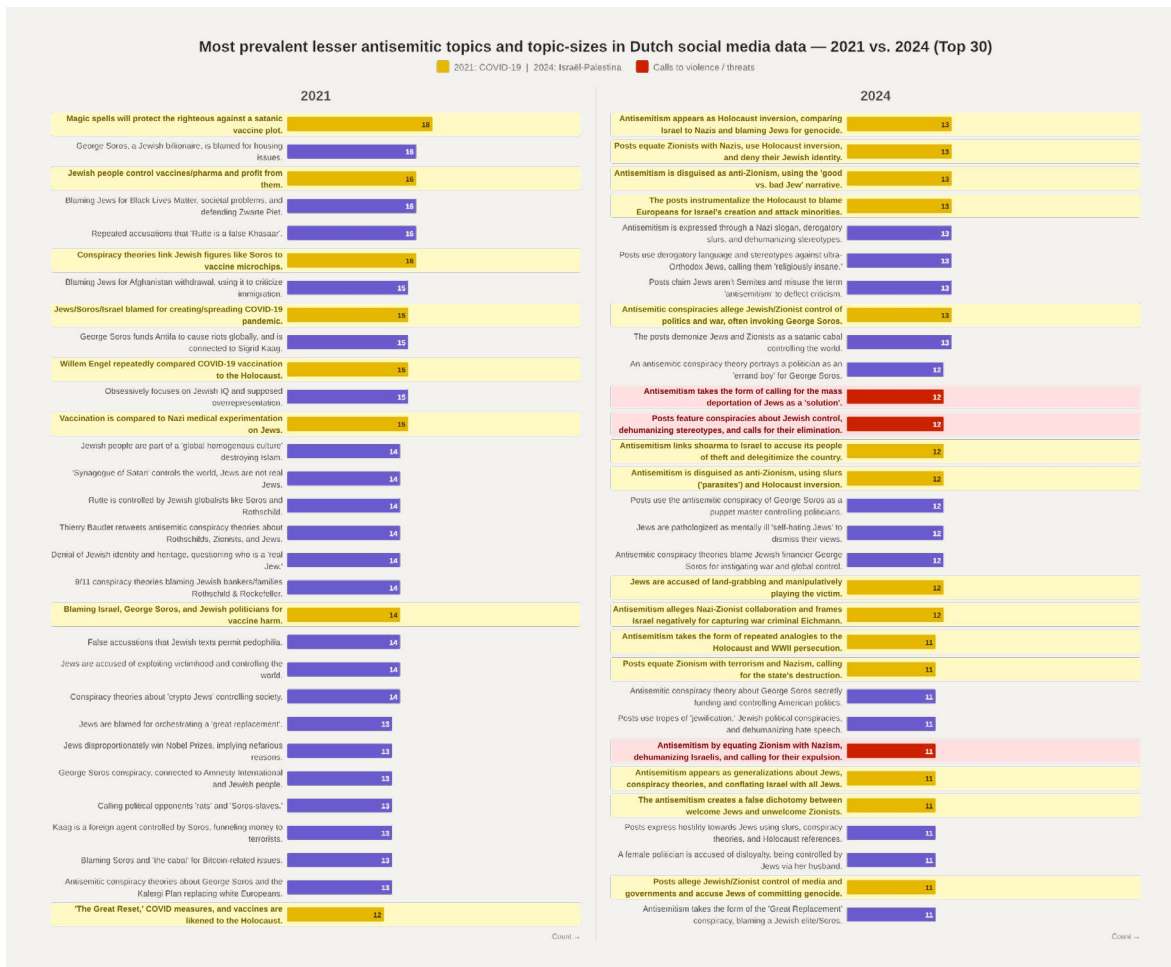 Most prevalent lesser antisemitic topics and topic-sizes in Dutch social media data — 2021 vs. 2024 (Top 30)
2021: COVID-19 | 2024: Israël-Palestina
Calls to violence / threats
2021
Magic spells will protect the righteous against a satanic
vaccine plot.
18
George Soros, a Jewish billionaire, is blamed for housing
issues.
16
Jewish people control vaccines/pharma and profit from
them.
16
Blaming Jews for Black Lives Matter, societal problems, and
defending Zwarte Piet.
16
Repeated accusations that 'Rutte is a false Khasaar'.
16
Conspiracy theories link Jewish figures like Soros to
vaccine microchips.
16
Blaming Jews for Afghanistan withdrawal, using it to criticize
immigration.
15
Jews/Soros/Israel blamed for creating/spreading COVID-19
pandemic.
15
George Soros funds Antifa to cause riots globally, and is
connected to Sigrid Kaag.
15
Willem Engel repeatedly compared COVID-19 vaccination
to the Holocaust.
15
Obsessively focuses on Jewish IQ and supposed
overrepresentation.
15
Vaccination is compared to Nazi medical experimentation
on Jews.
15
Jewish people are part of a 'global homogenous culture'
destroying Islam.
14
'Synagogue of Satan' controls the world, Jews are not real
Jews.
14
Rutte is controlled by Jewish globalists like Soros and
Rothschild.
14
Thierry Baudet retweets antisemitic conspiracy theories about
Rothschilds, Zionists, and Jews.
14
Denial of Jewish identity and heritage, questioning who is a 'real
Jew.'
14
9/11 conspiracy theories blaming Jewish bankers/families
Rothschild & Rockefeller.
14
Blaming Israel, George Soros, and Jewish politicians for
vaccine harm.
14
False accusations that Jewish texts permit pedophilia.
14
Jews are accused of exploiting victimhood and controlling the
world.
14
Conspiracy theories about 'crypto Jews' controlling society.
14
Jews are blamed for orchestrating a 'great replacement'.
13
Jews disproportionately win Nobel Prizes, implying nefarious
reasons.
13
George Soros conspiracy, connected to Amnesty International
and Jewish people.
13
Calling political opponents 'rats' and 'Soros-slaves.'
13
Kaag is a foreign agent controlled by Soros, funneling money to
terrorists.
13
Blaming Soros and 'the cabal' for Bitcoin-related issues.
13
Antisemitic conspiracy theories about George Soros and the
Kalergi Plan replacing white Europeans.
13
'The Great Reset,' COVID measures, and vaccines are
likened to the Holocaust.
12
Count →
2024
Antisemitism appears as Holocaust inversion, comparing
Israel to Nazis and blaming Jews for genocide.
13
Posts equate Zionists with Nazis, use Holocaust inversion,
and deny their Jewish identity.
13
Antisemitism is disguised as anti-Zionism, using the 'good
vs. bad Jew' narrative.
13
The posts instrumentalize the Holocaust to blame
Europeans for Israel's creation and attack minorities.
13
Antisemitism is expressed through a Nazi slogan, derogatory
slurs, and dehumanizing stereotypes.
13
Posts use derogatory language and stereotypes against ultra-
Orthodox Jews, calling them 'religiously insane.'
13
Posts claim Jews aren't Semites and misuse the term
'antisemitism' to deflect criticism.
13
Antisemitic conspiracies allege Jewish/Zionist control of
politics and war, often invoking George Soros.
13
The posts demonize Jews and Zionists as a satanic cabal
controlling the world.
13
An antisemitic conspiracy theory portrays a politician as an
'errand boy' for George Soros.
12
Antisemitism takes the form of calling for the mass
deportation of Jews as a 'solution'.
12
Posts feature conspiracies about Jewish control,
dehumanizing stereotypes, and calls for their elimination.
12
Antisemitism links shoarma to Israel to accuse its people
of theft and delegitimize the country.
12
Antisemitism is disguised as anti-Zionism, using slurs
('parasites') and Holocaust inversion.
12
Posts use the antisemitic conspiracy of George Soros as a
puppet master controlling politicians.
12
Jews are pathologized as mentally ill 'self-hating Jews' to
dismiss their views.
12
Antisemitic conspiracy theories blame Jewish financier George
Soros for instigating war and global control.
12
Jews are accused of land-grabbing and manipulatively
playing the victim.
12
Antisemitism alleges Nazi-Zionist collaboration and frames
Israel negatively for capturing war criminal Eichmann.
12
Antisemitism takes the form of repeated analogies to the
Holocaust and WWII persecution.
11
Posts equate Zionism with terrorism and Nazism, calling
for the state's destruction.
11
Antisemitic conspiracy theory about George Soros secretly
funding and controlling American politics.
11
Posts use tropes of 'jewification,' Jewish political conspiracies,
and dehumanizing hate speech.
11
Antisemitism by equating Zionism with Nazism,
dehumanizing Israelis, and calling for their expulsion.
11
Antisemitism appears as generalizations about Jews,
conspiracy theories, and conflating Israel with all Jews.
11
The antisemitism creates a false dichotomy between
welcome Jews and unwelcome Zionists.
11
Posts express hostility towards Jews using slurs, conspiracy
theories, and Holocaust references.
11
A female politician is accused of disloyalty, being controlled by
Jews via her husband.
11
Posts allege Jewish/Zionist control of media and
governments and accuse Jews of committing genocide.
11
Antisemitism takes the form of the 'Great Replacement'
conspiracy, blaming a Jewish elite/Soros.
11
Count →